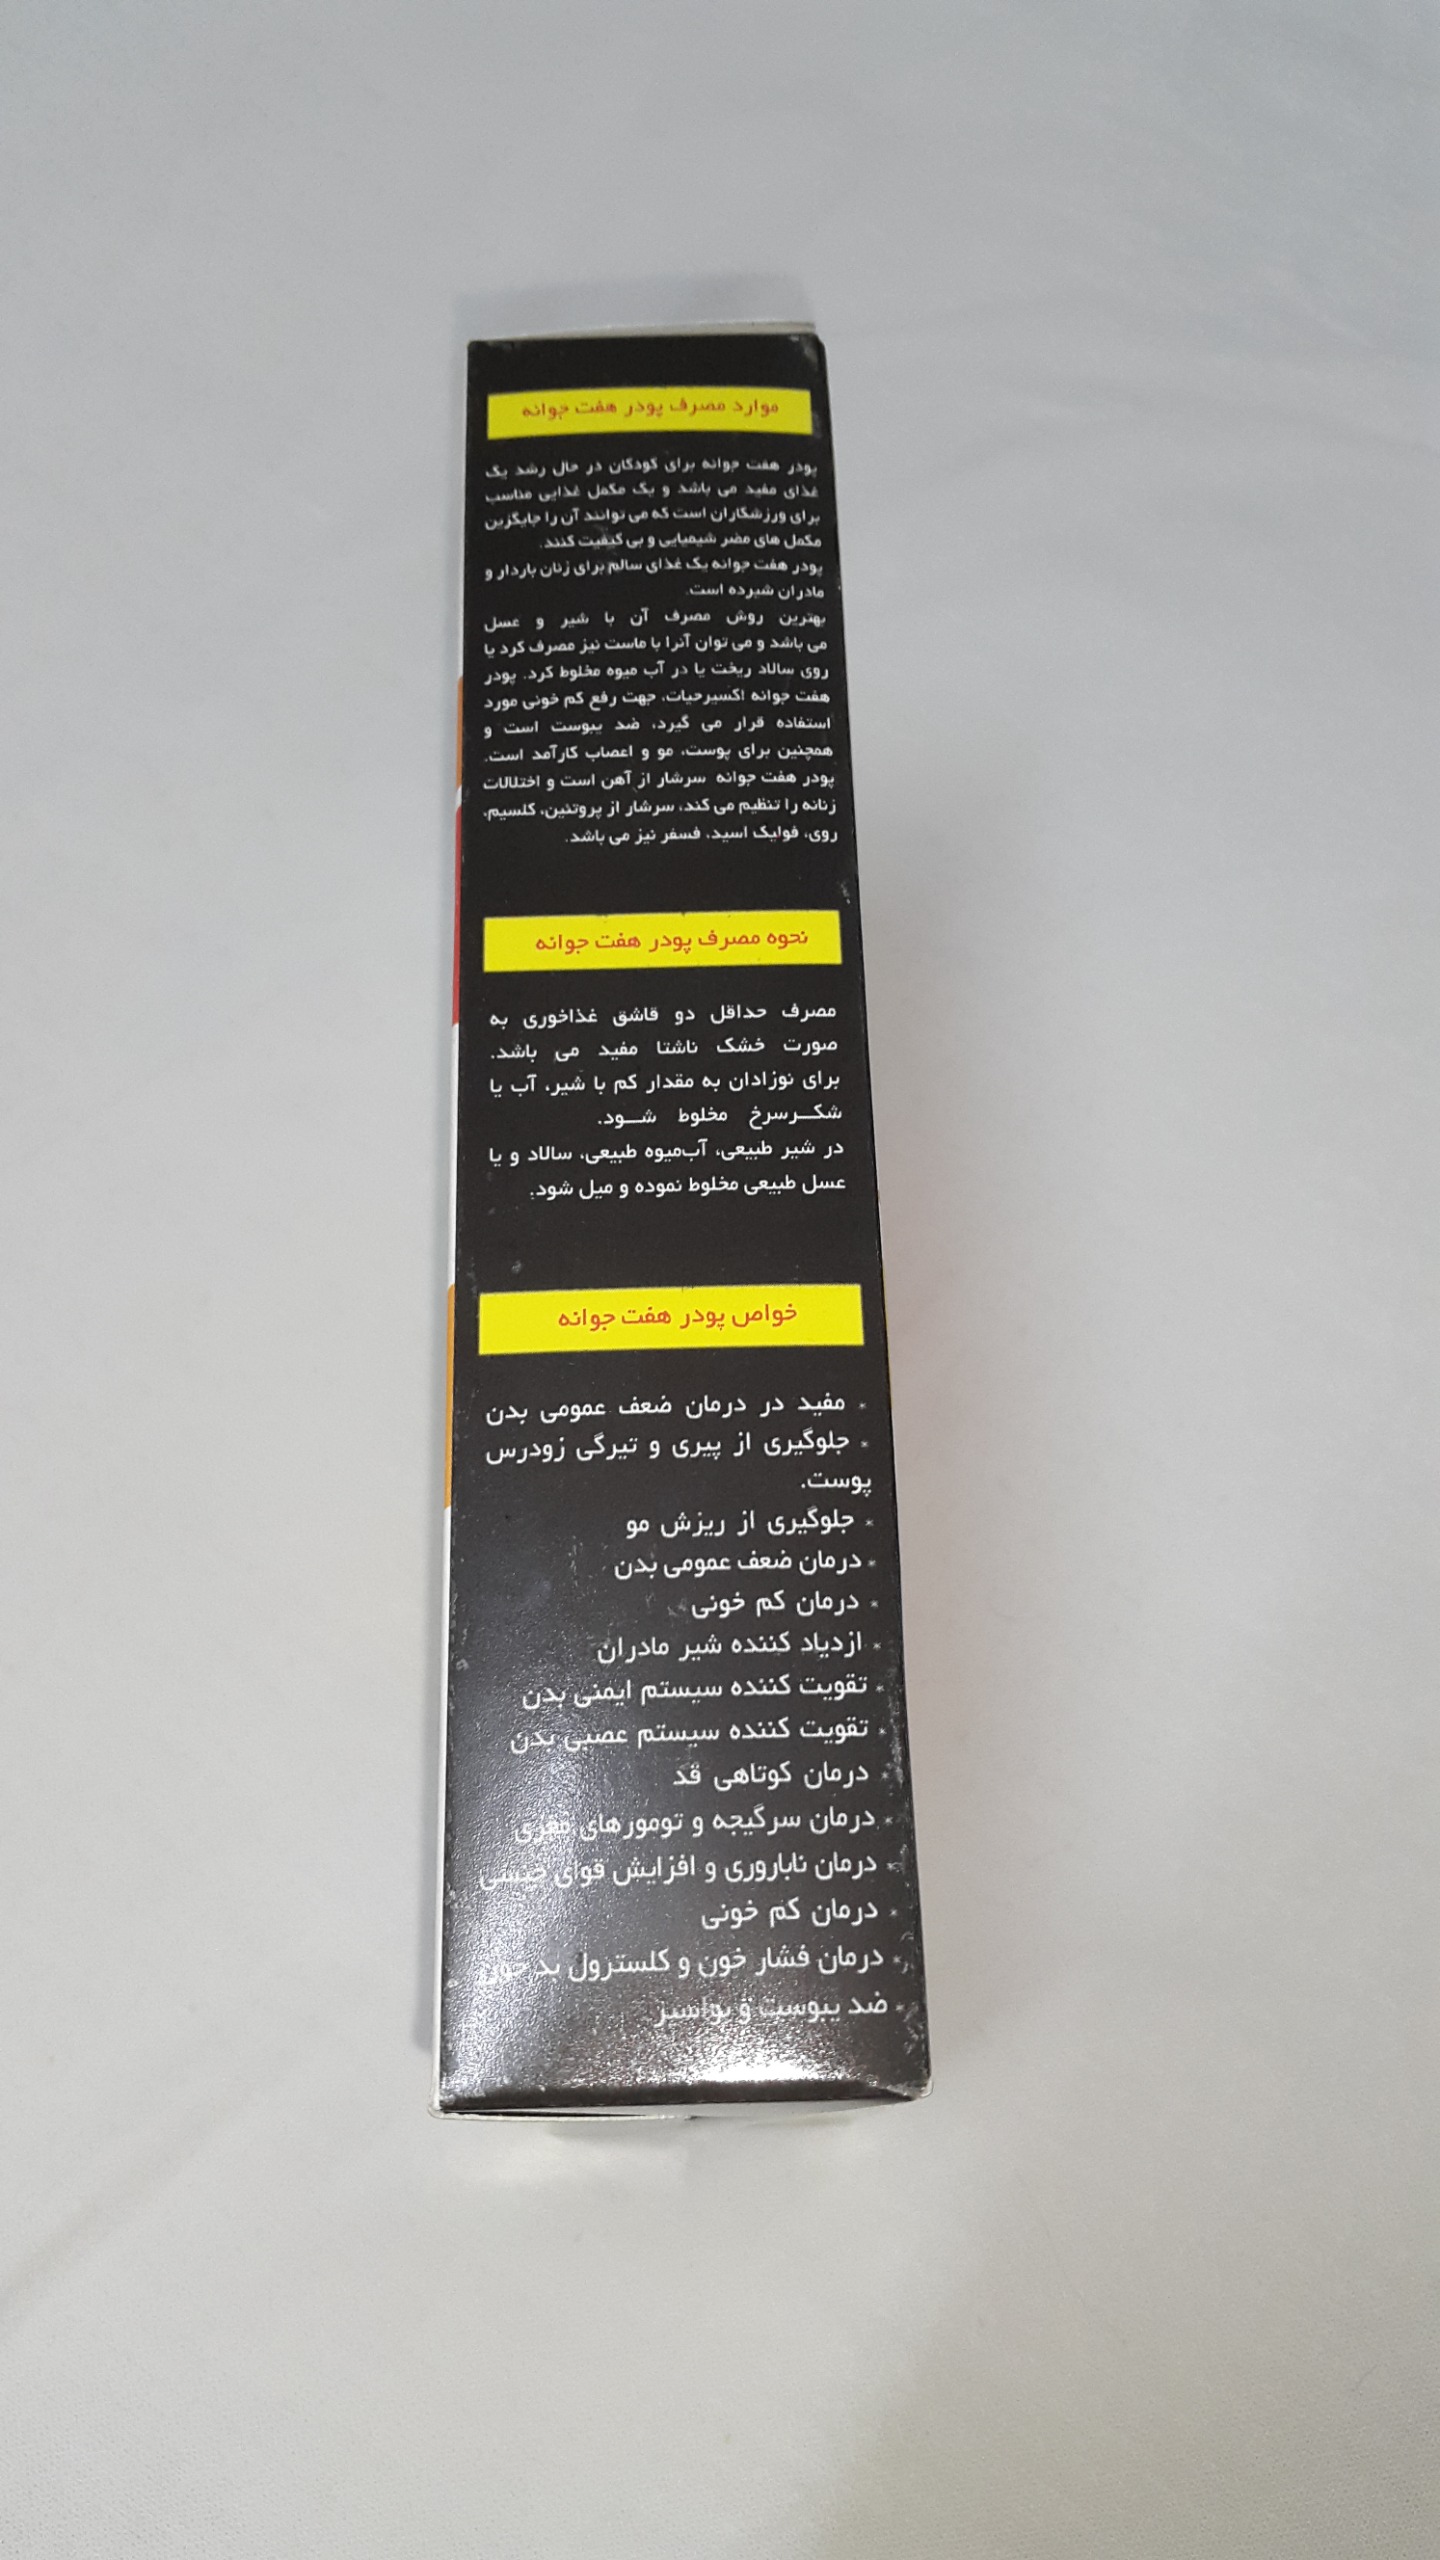 موارد مصرف پودر هفت جوانه
پودر هفت جوانه برای کودکان در حال رشد یک
غذای مفید می باشد و یک مکمل غذایی مناسب
برای ورزشکاران است که می توانند آن را جایگزین
مکمل های مضر شیمیایی و بی کیفیت کنند.
پودر هفت جوانه یک غذای سالم برای زنان باردار و
مادران شیرده است.
بهترین روش مصرف آن با شیر و عسل
می باشد و می توان آنرا با ماست نیز مصرف کرد یا
روی سالاد ریخت یا در آب میوه مخلوط کرد. پودر
هفت جوانه اکسیرحیات، جهت رفع کم خونی مورد
استفاده قرار می گیرد، ضد یبوست است و
همچنین برای پوست، مو و اعصاب کارآمد است.
پودر هفت جوانه سرشار از آهن است و اختلالات
زنانه را تنظیم می کند، سرشار از پروتئین، کلسیم،
روی، فولیک اسید، فسفر نیز می باشد.
نحوه مصرف پودر هفت جوانه
مصرف حداقل دو قاشق غذاخوری به
صورت خشک ناشتا مفید می باشد.
برای نوزادان به مقدار کم با شیر، آب یا
شکـــرسرخ مخلوط شـــود.
در شیر طبیعی، آب‌میوه طبیعی، سالاد و یا
عسل طبیعی مخلوط نموده و میل شود.
خواص پودر هفت جوانه
* مفید در درمان ضعف عمومی بدن
* جلوگیری از پیری و تیرگی زودرس
پوست.
* جلوگیری از ریزش مو
* درمان ضعف عمومی بدن
* درمان کم خونی
* ازدیاد کننده شیر مادران
* تقویت کننده سیستم ایمنی بدن
* تقویت کننده سیستم عصبی بدن
* درمان کوتاهی قد
* درمان سرگیجه و تومورهای مغزی
* درمان ناباروری و افزایش قوای جنسی
* درمان کم خونی
* درمان فشار خون و کلسترول بد خون
* ضد یبوست و بواسیر